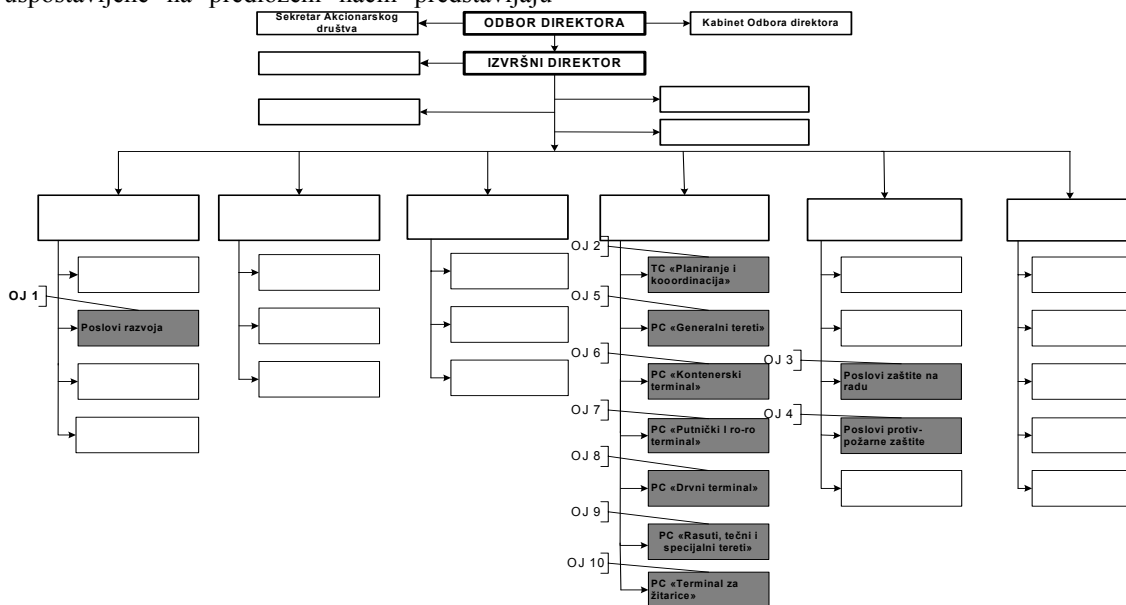 uspostavljene na predloženi način predstavljaju
Sekretar Akcionarskog
društva
ODBOR DIREKTORA
Kabinet Odbora direktora
IZVRŠNI DIREKTOR
OJ 1
Poslovi razvoja
OJ 2
TC «Planiranje i
kooordinacija»
OJ 5
PC «Generalni tereti»
OJ 6
PC «Kontenerski
terminal»
OJ 7
PC «Putnički I ro-ro
terminal»
OJ 8
PC «Drvni terminal»
OJ 9
PC «Rasuti, tečni i
specijalni tereti»
OJ 10
PC «Terminal za
žitarice»
OJ 3
Poslovi zaštite na
radu
OJ 4
Poslovi protiv-
požarne zaštite